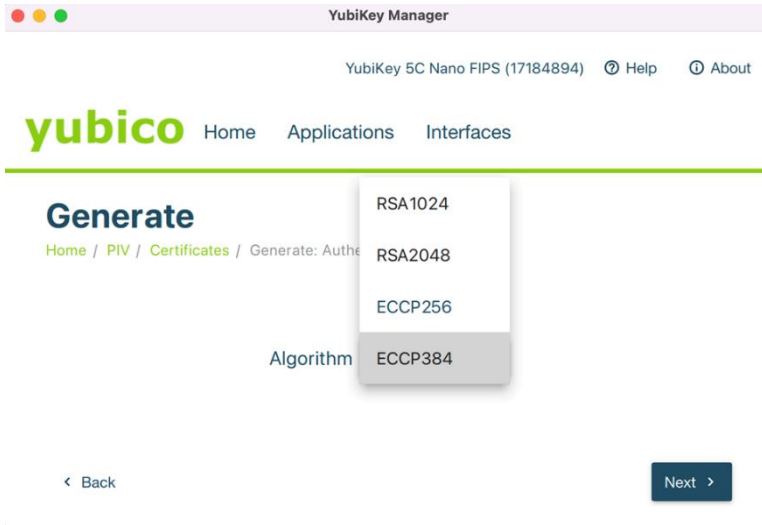 YubiKey Manager
YubiKey 5C Nano FIPS (17184894) Help About
yubico Home Applications Interfaces
Generate
Home / PIV / Certificates / Generate: Authe
RSA1024
RSA2048
ECCP256
Algorithm ECCP384
< Back Next >